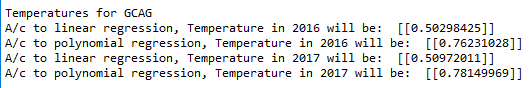 Temperatures for GCAG
A/c to linear regression, Temperature in 2016 will be:  [[0.50298425]]
A/c to polynomial regression, Temperature in 2016 will be:  [[0.76231028]]
A/c to linear regression, Temperature in 2017 will be:  [[0.50972011]]
A/c to polynomial regression, Temperature in 2017 will be:  [[0.78149969]]